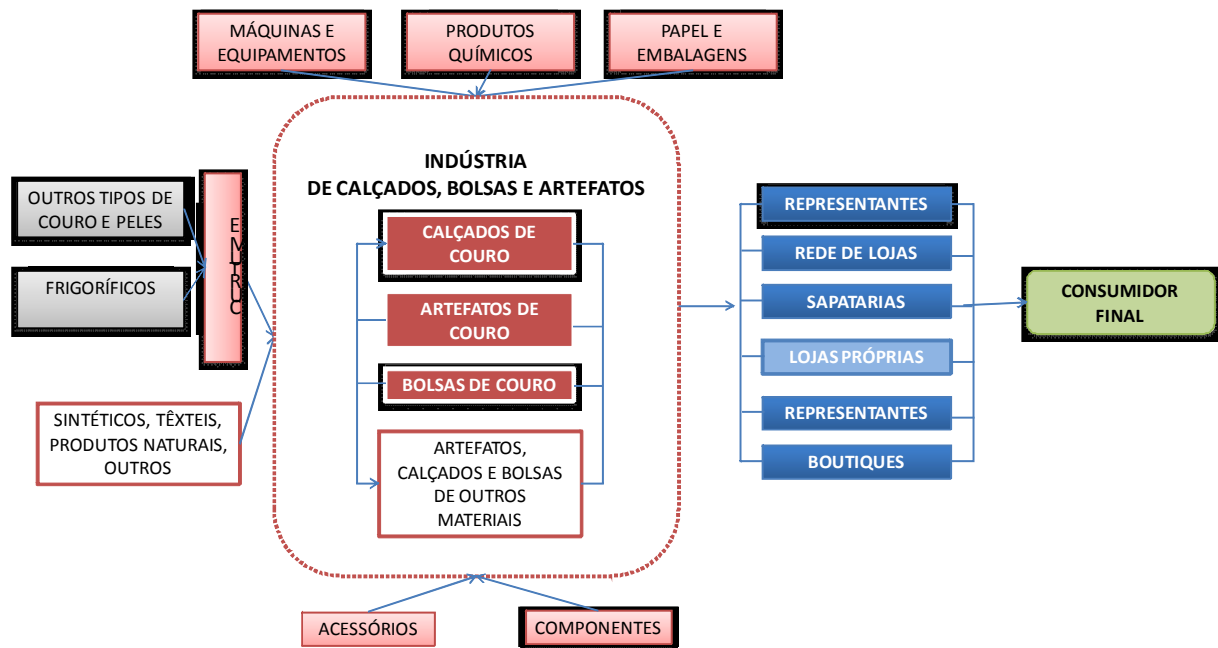 MÁQUINAS E
EQUIPAMENTOS
PRODUTOS
QUÍMICOS
PAPEL E
EMBALAGENS
OUTROS TIPOS DE
COURO E PELES
FRIGORÍFICOS
CURTUME
SINTÉTICOS, TÊXTEIS,
PRODUTOS NATURAIS,
OUTROS
INDÚSTRIA
DE CALÇADOS, BOLSAS E ARTEFATOS
CALÇADOS DE
COURO
ARTEFATOS DE
COURO
BOLSAS DE COURO
ARTEFATOS,
CALÇADOS E BOLSAS
DE OUTROS
MATERIAIS
REPRESENTANTES
REDE DE LOJAS
SAPATARIAS
LOJAS PRÓPRIAS
REPRESENTANTES
BOUTIQUES
CONSUMIDOR
FINAL
ACESSÓRIOS
COMPONENTES